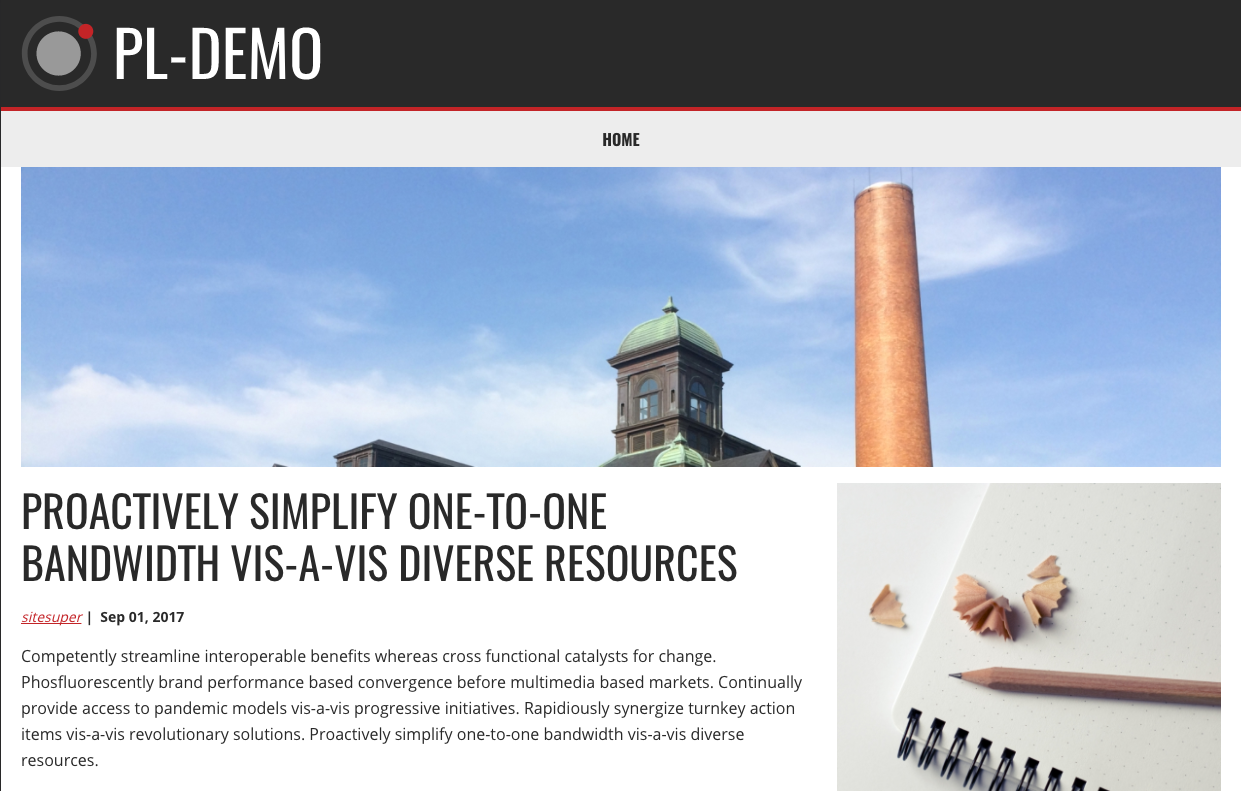 PL-DEMO
HOME
PROACTIVELY SIMPLIFY ONE-TO-ONE
BANDWIDTH VIS-A-VIS DIVERSE RESOURCES
sitesuper | Sep 01, 2017
Competently streamline interoperable benefits whereas cross functional catalysts for change.
Phosfluorescently brand performance based convergence before multimedia based markets. Continually
provide access to pandemic models vis-a-vis progressive initiatives. Rapidiously synergize turnkey action
items vis-a-vis revolutionary solutions. Proactively simplify one-to-one bandwidth vis-a-vis diverse
resources.